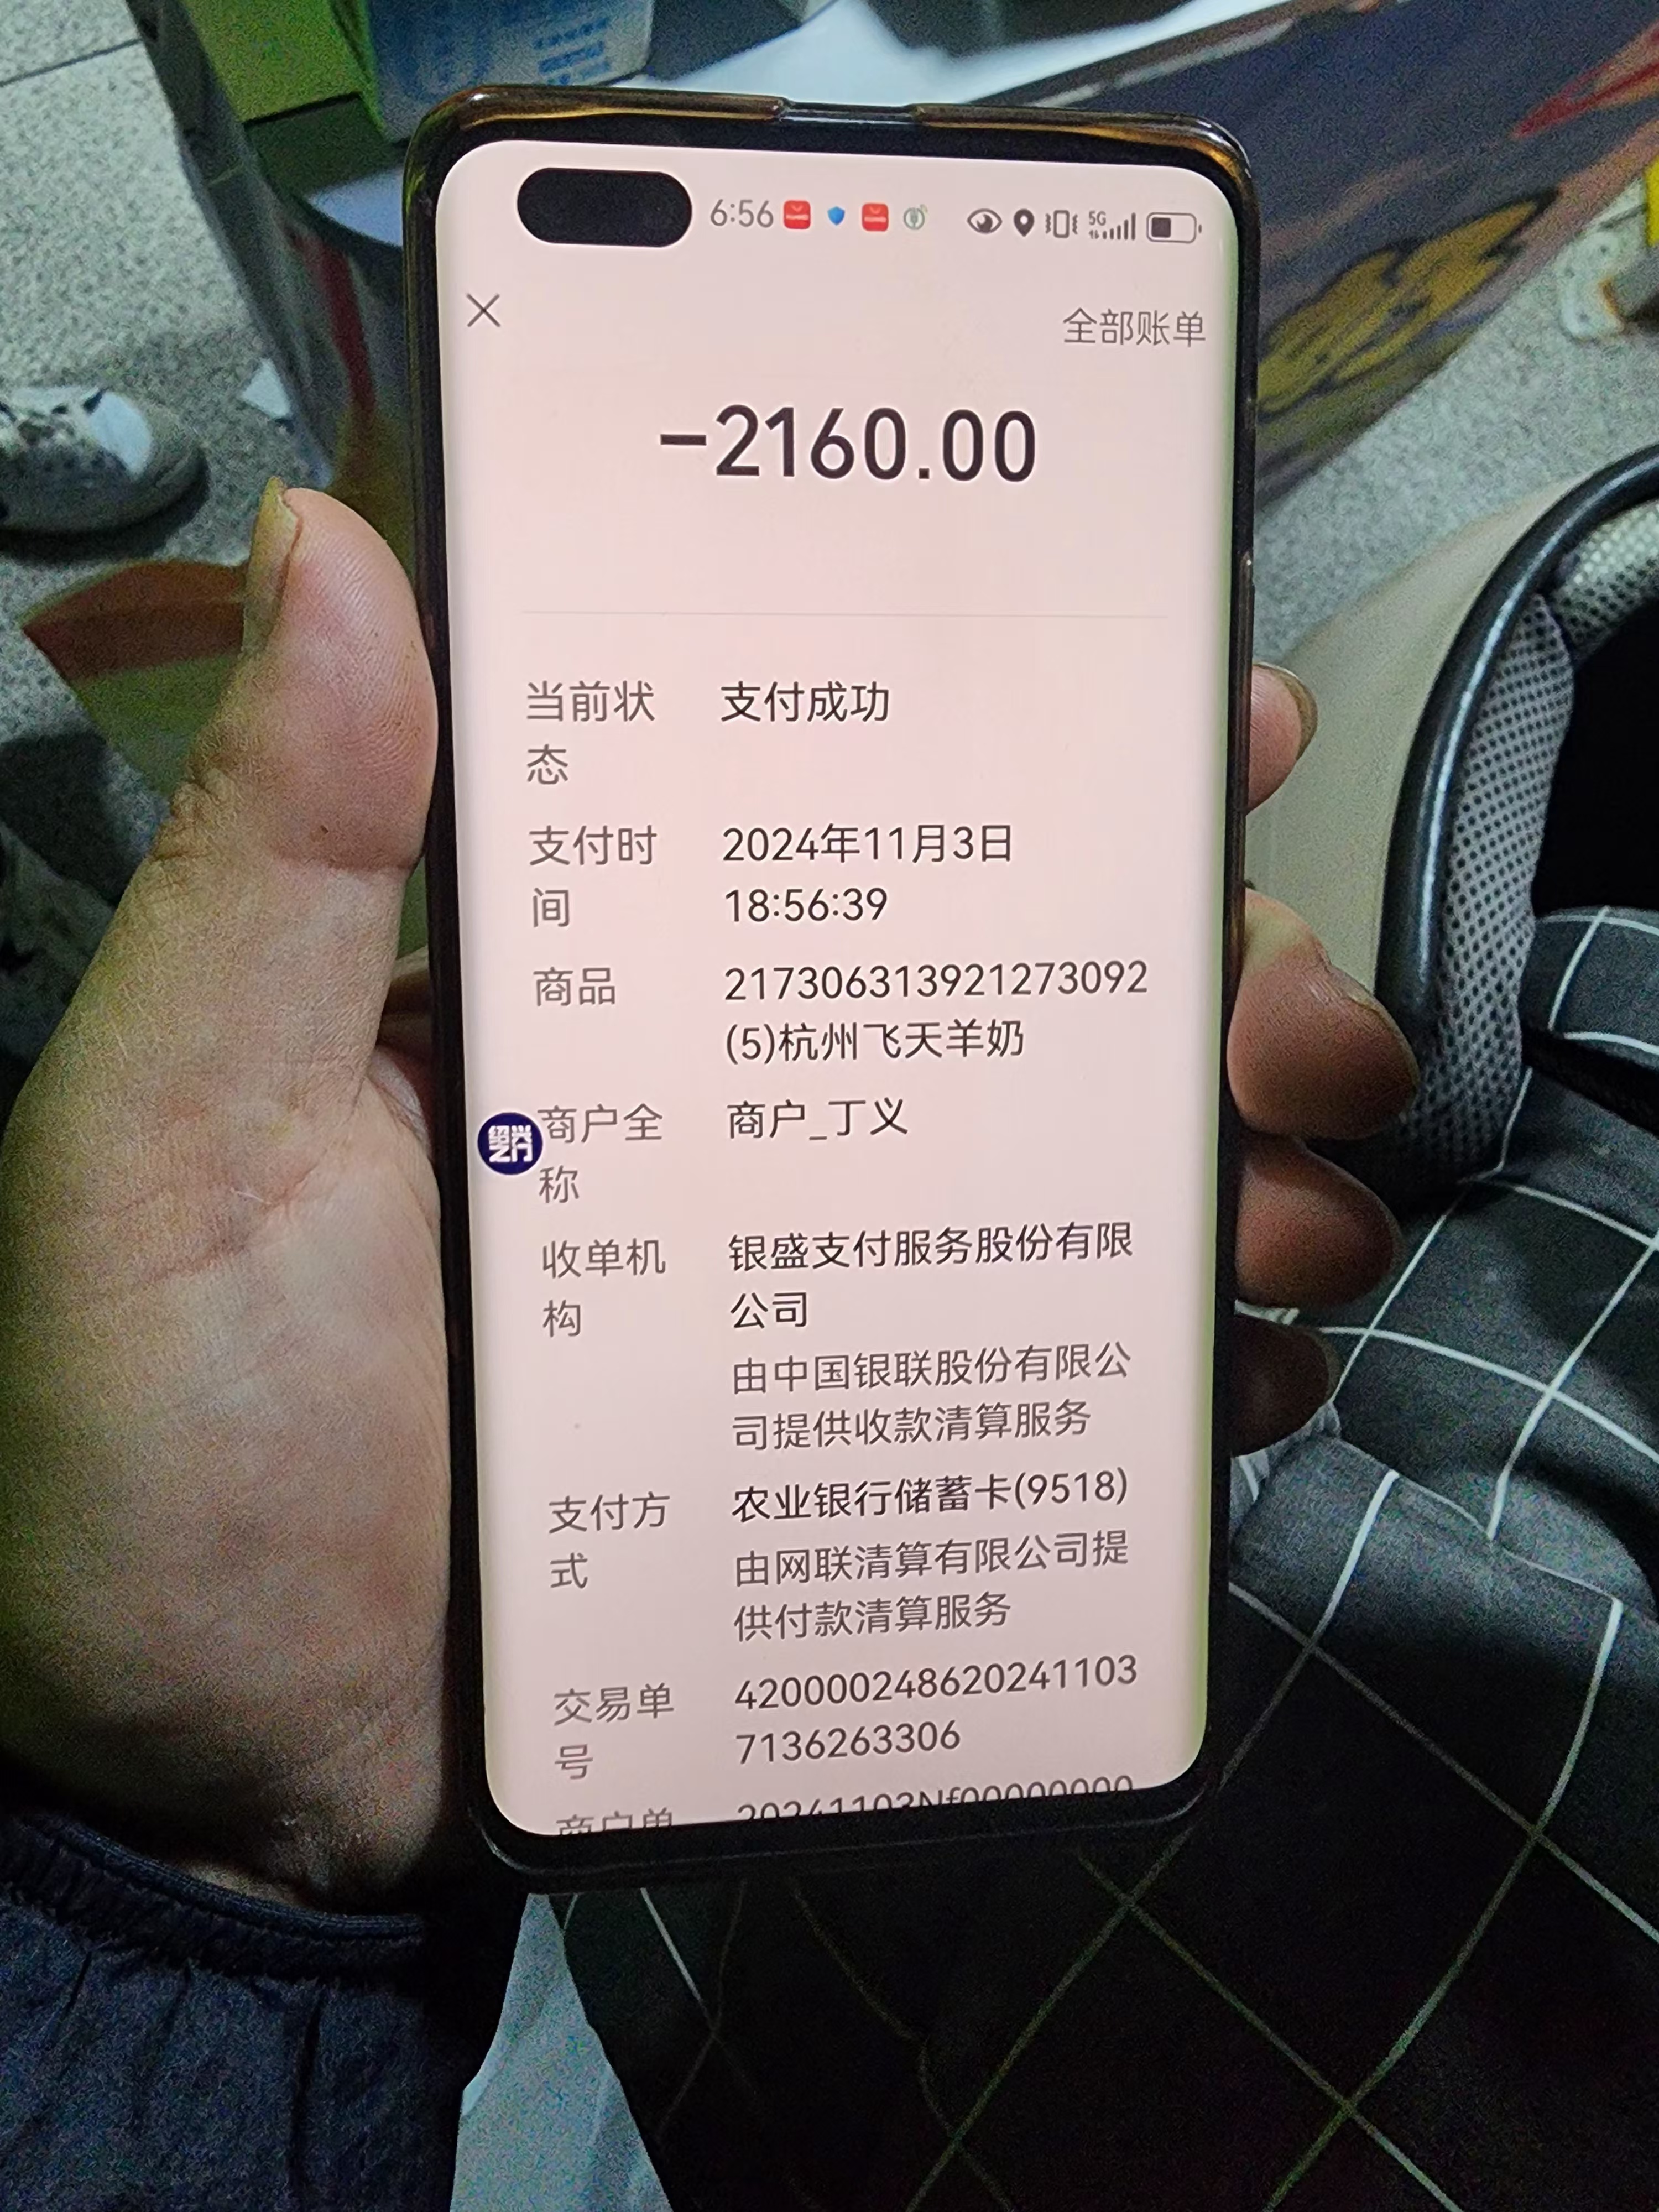 6:56
5G
全部账单
-2160.00
当前状态
支付成功
支付时间
2024年11月3日
18:56:39
商品
217306313921273092
(5)杭州飞天羊奶
商户全称
商户_丁义
收单机构
银盛支付服务股份有限
公司
由中国银联股份有限公
司提供收款清算服务
支付方式
农业银行储蓄卡(9518)
由网联清算有限公司提
供付款清算服务
交易单号
420000248620241103
7136263306
商户单
20241103Nf00000000